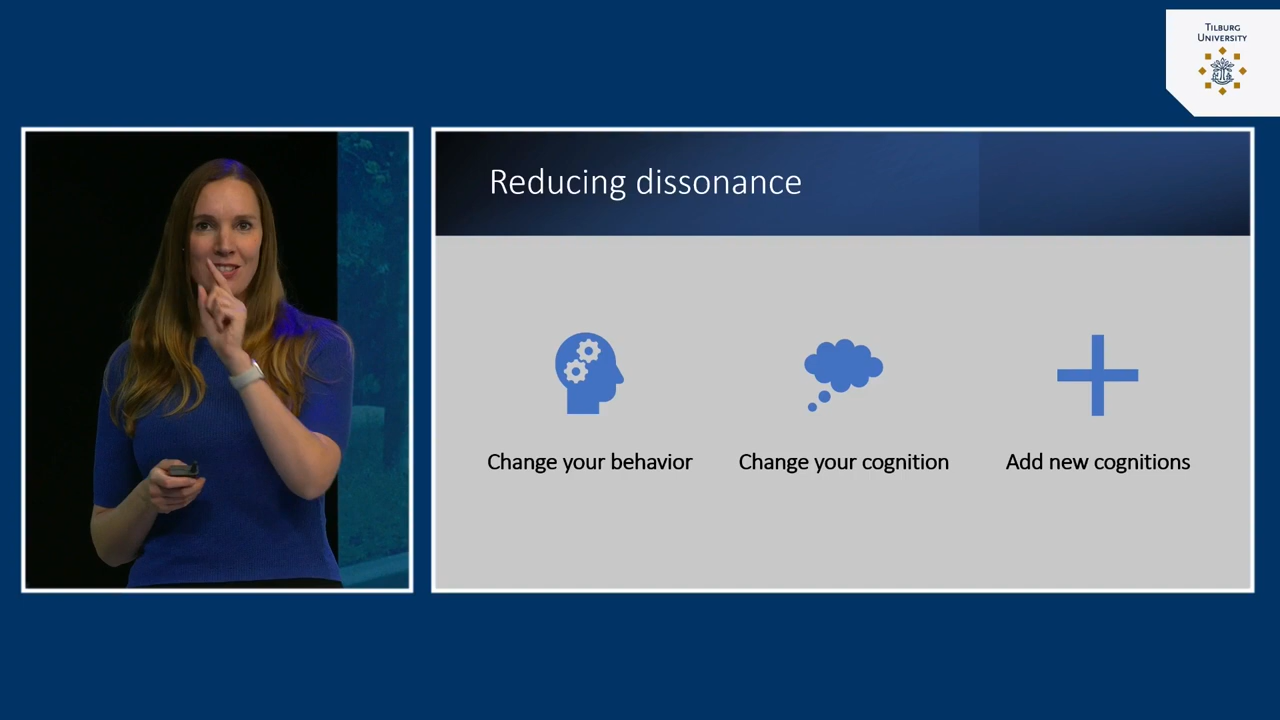 TILBURG
UNIVERSITY
Reducing dissonance
Change your behavior
Change your cognition
Add new cognitions